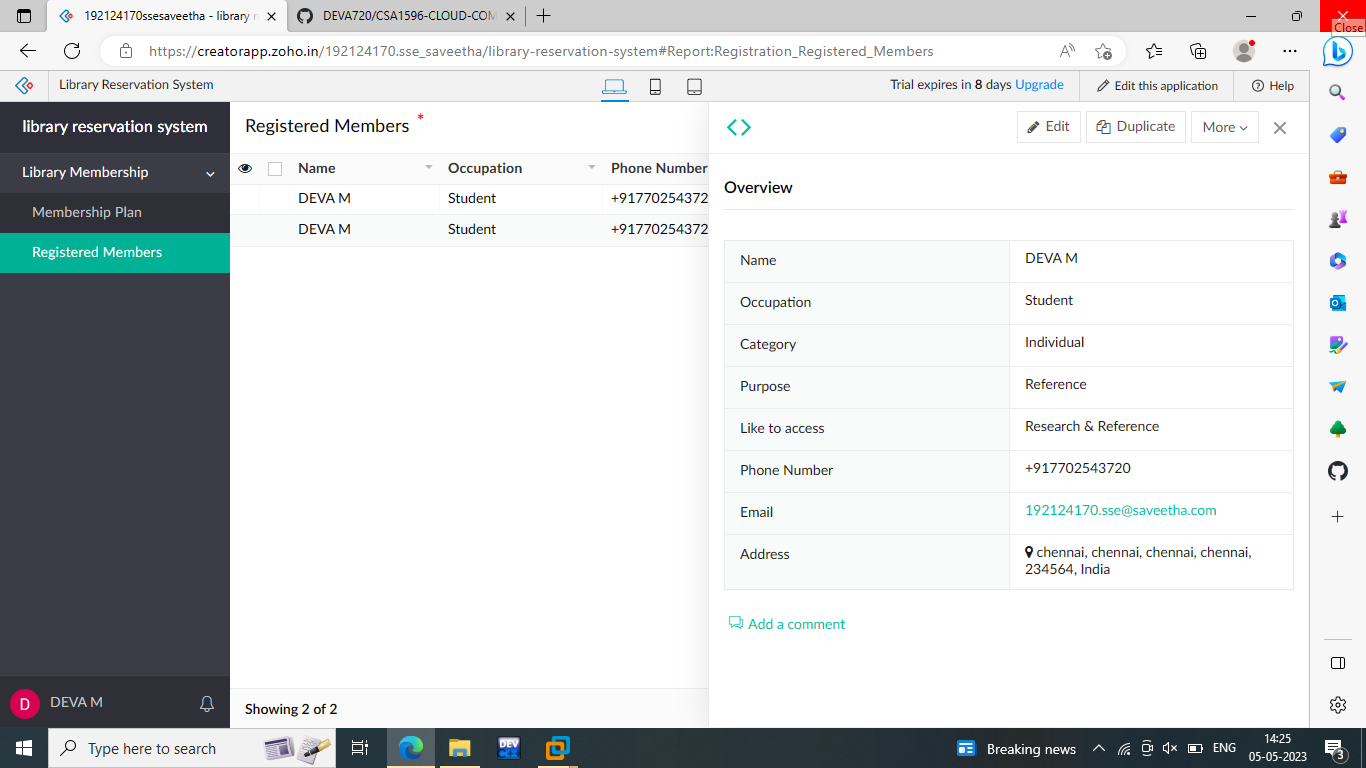 192124170ssesaveetha - library r
DEVA720/CSA1596-CLOUD-COM
Close
https://creatorapp.zoho.in/192124170.sse_saveetha/library-reservation-system#Report:Registration_Registered_Members
Library Reservation System
Trial expires in 8 days Upgrade
Edit this application
Help
library reservation system
Library Membership
Membership Plan
Registered Members
DEVA M
D
Registered Members *
Name Occupation Phone Number
DEVA M Student +91770254372
DEVA M Student +91770254372
Showing 2 of 2
Edit Duplicate More
Overview
Name DEVA M
Occupation Student
Category Individual
Purpose Reference
Like to access Research & Reference
Phone Number +917702543720
Email 192124170.sse@saveetha.com
Address chennai, chennai, chennai, chennai,
234564, India
Add a comment
Type here to search
DEV
Breaking news
ENG
14:25
05-05-2023
3